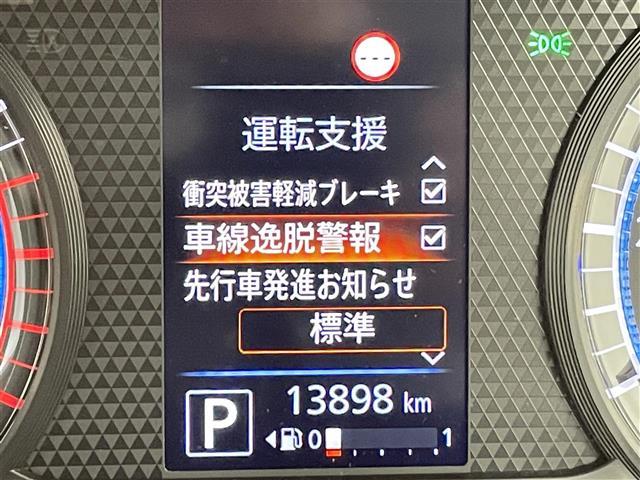 ---
運転支援
衝突被害軽減ブレーキ
車線逸脱警報
先行車発進お知らせ
標準
P
13898 km
0 1